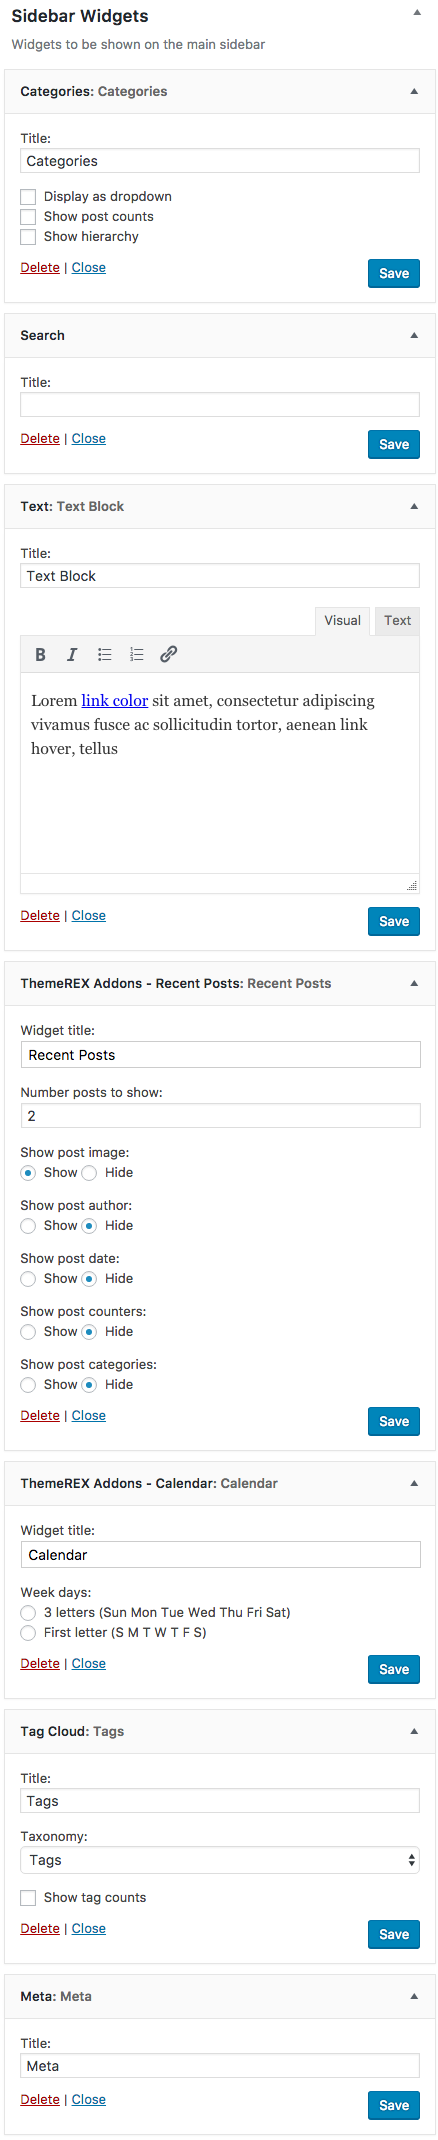 Sidebar Widgets
Widgets to be shown on the main sidebar
Categories: Categories
Title:
Categories
Display as dropdown
Show post counts
Show hierarchy
Delete | Close
Save
Search
Title:
Delete | Close
Save
Text: Text Block
Title:
Text Block
Visual Text
B I
Lorem link color sit amet, consectetur adipiscing
vivamus fusce ac sollicitudin tortor, aenean link
hover, tellus
Delete | Close
Save
ThemeREX Addons - Recent Posts: Recent Posts
Widget title:
Recent Posts
Number posts to show:
2
Show post image:
Show Hide
Show post author:
Show Hide
Show post date:
Show Hide
Show post counters:
Show Hide
Show post categories:
Show Hide
Delete | Close
Save
ThemeREX Addons - Calendar: Calendar
Widget title:
Calendar
Week days:
3 letters (Sun Mon Tue Wed Thu Fri Sat)
First letter (S M T W T F S)
Delete | Close
Save
Tag Cloud: Tags
Title:
Tags
Taxonomy:
Tags
Show tag counts
Delete | Close
Save
Meta: Meta
Title:
Meta
Delete | Close
Save